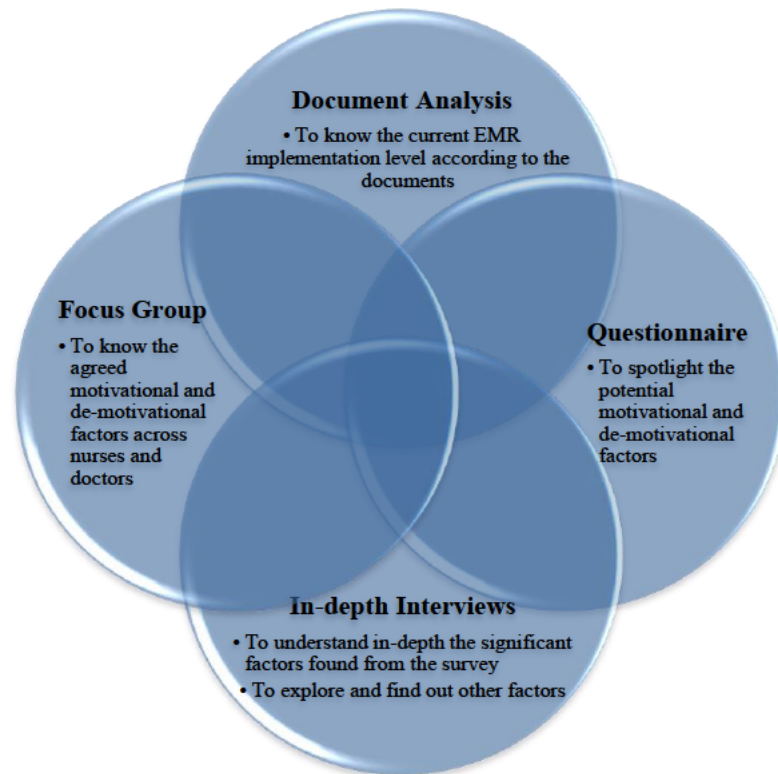 Document Analysis
• To know the current EMR
implementation level according to the
documents
Focus Group
• To know the
agreed
motivational and
de-motivational
factors across
nurses and
doctors
Questionnaire
• To spotlight the
potential
motivational and
de-motivational
factors
In-depth Interviews
• To understand in-depth the significant
factors found from the survey
• To explore and find out other factors